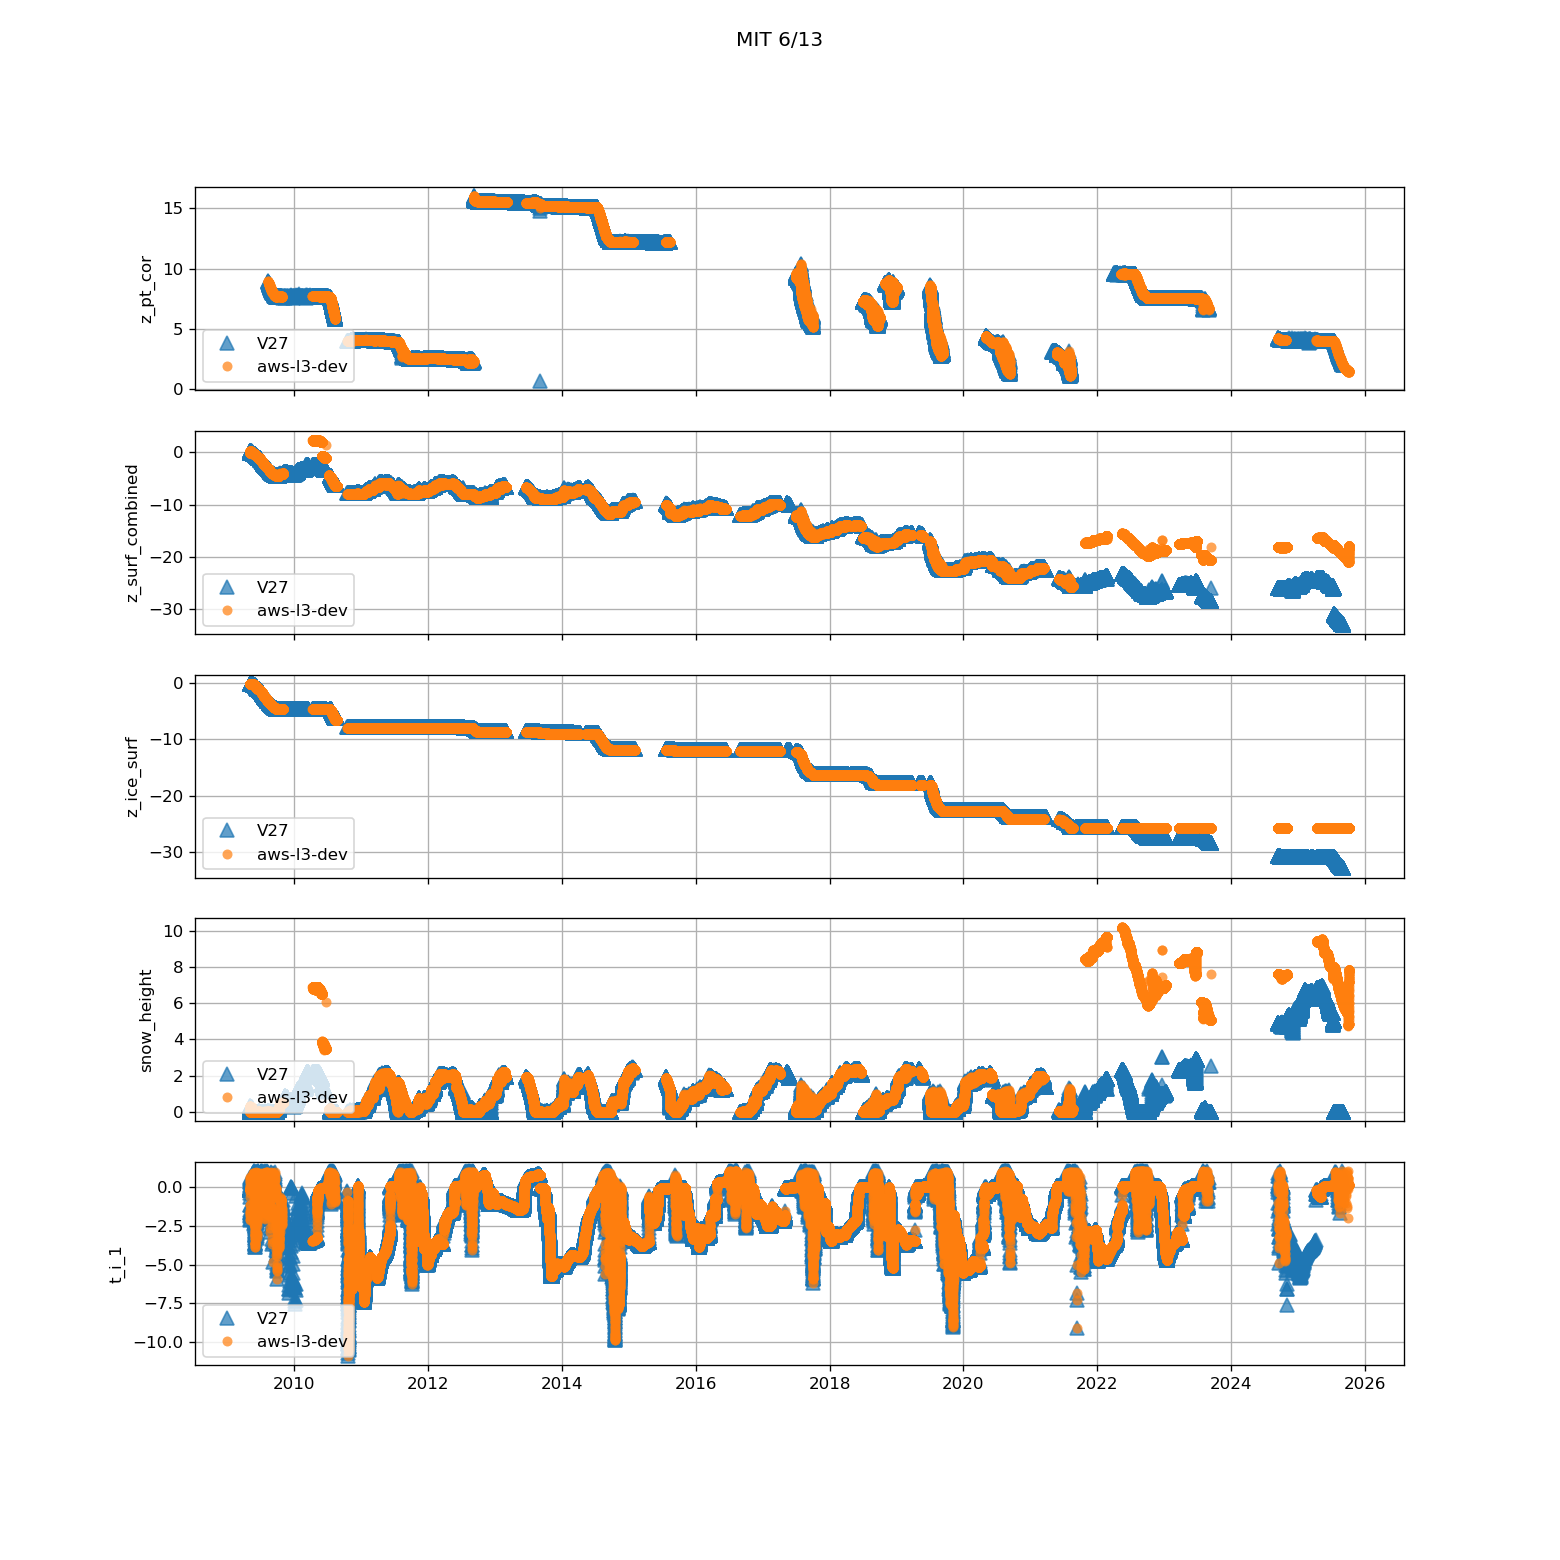 MIT 6/13
15
10
5
0
z_pt_cor
V27
aws-l3-dev
0
−10
−20
−30
z_surf_combined
V27
aws-l3-dev
0
−10
−20
−30
z_ice_surf
V27
aws-l3-dev
10
8
6
4
2
0
snow_height
V27
aws-l3-dev
0.0
−2.5
−5.0
−7.5
−10.0
t_i_1
V27
aws-l3-dev
2010 2012 2014 2016 2018 2020 2022 2024 2026